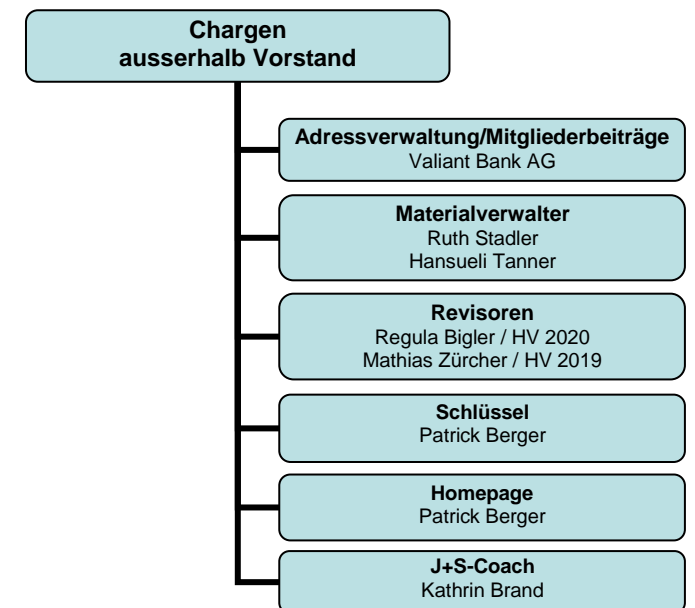 Chargen
ausserhalb Vorstand
Adressverwaltung/Mitgliederbeiträge
Valiant Bank AG
Materialverwalter
Ruth Stadler
Hansueli Tanner
Revisoren
Regula Bigler / HV 2020
Mathias Zürcher / HV 2019
Schlüssel
Patrick Berger
Homepage
Patrick Berger
J+S-Coach
Kathrin Brand